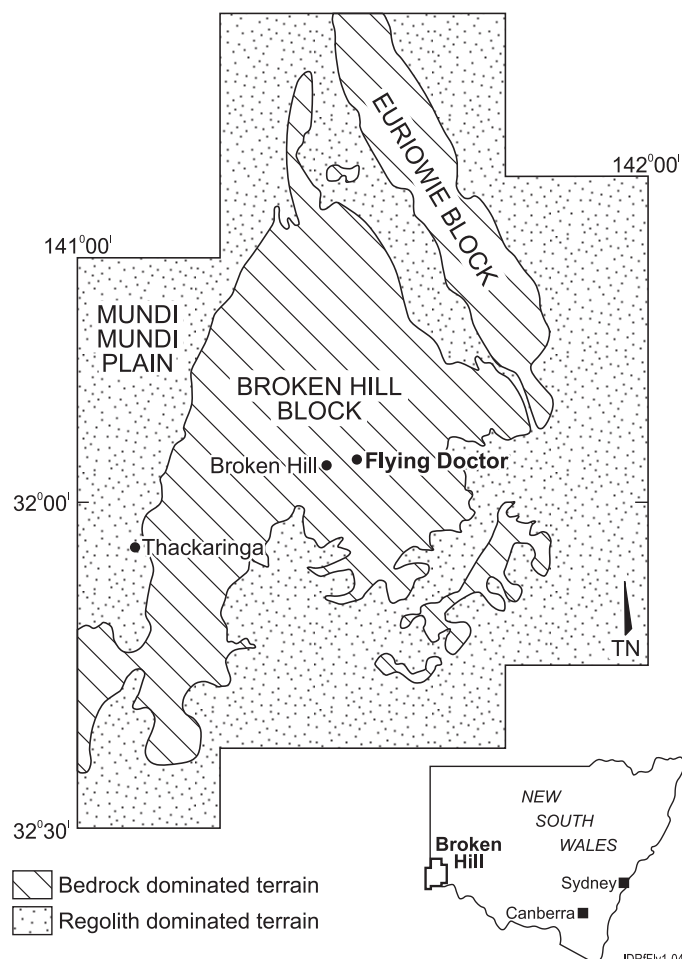 EURIOWIE BLOCK
142°00'
141°00'
MUNDI
MUNDI
PLAIN
BROKEN HILL
BLOCK
Broken Hill
Flying Doctor
32°00'
Thackaringa
TN
32°30'
NEW
SOUTH
WALES
Broken
Hill
Sydney
Canberra
Bedrock dominated terrain
Regolith dominated terrain